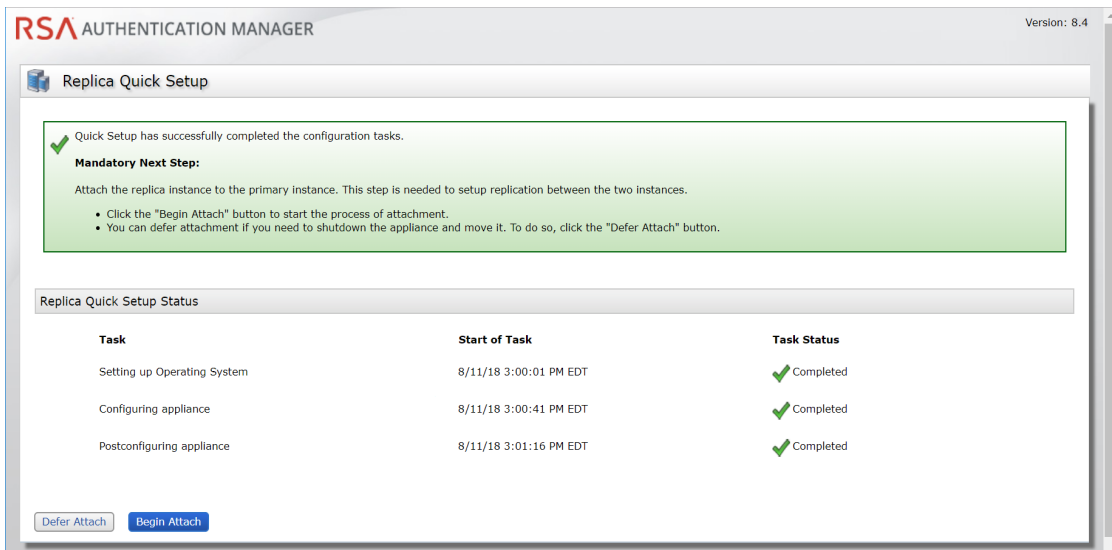 RSA AUTHENTICATION MANAGER
Version: 8.4
Replica Quick Setup
Quick Setup has successfully completed the configuration tasks.
Mandatory Next Step:
Attach the replica instance to the primary instance. This step is needed to setup replication between the two instances.
• Click the "Begin Attach" button to start the process of attachment.
• You can defer attachment if you need to shutdown the appliance and move it. To do so, click the "Defer Attach" button.
Replica Quick Setup Status
Task Start of Task Task Status
Setting up Operating System 8/11/18 3:00:01 PM EDT Completed
Configuring appliance 8/11/18 3:00:41 PM EDT Completed
Postconfiguring appliance 8/11/18 3:01:16 PM EDT Completed
Defer Attach Begin Attach